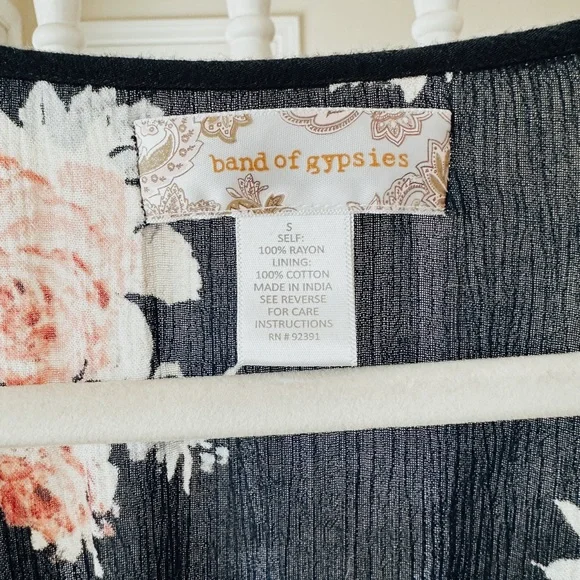 band of gypsies
S
SELF:
100% RAYON
LINING:
100% COTTON
MADE IN INDIA
SEE REVERSE
FOR CARE
INSTRUCTIONS
RN # 92391